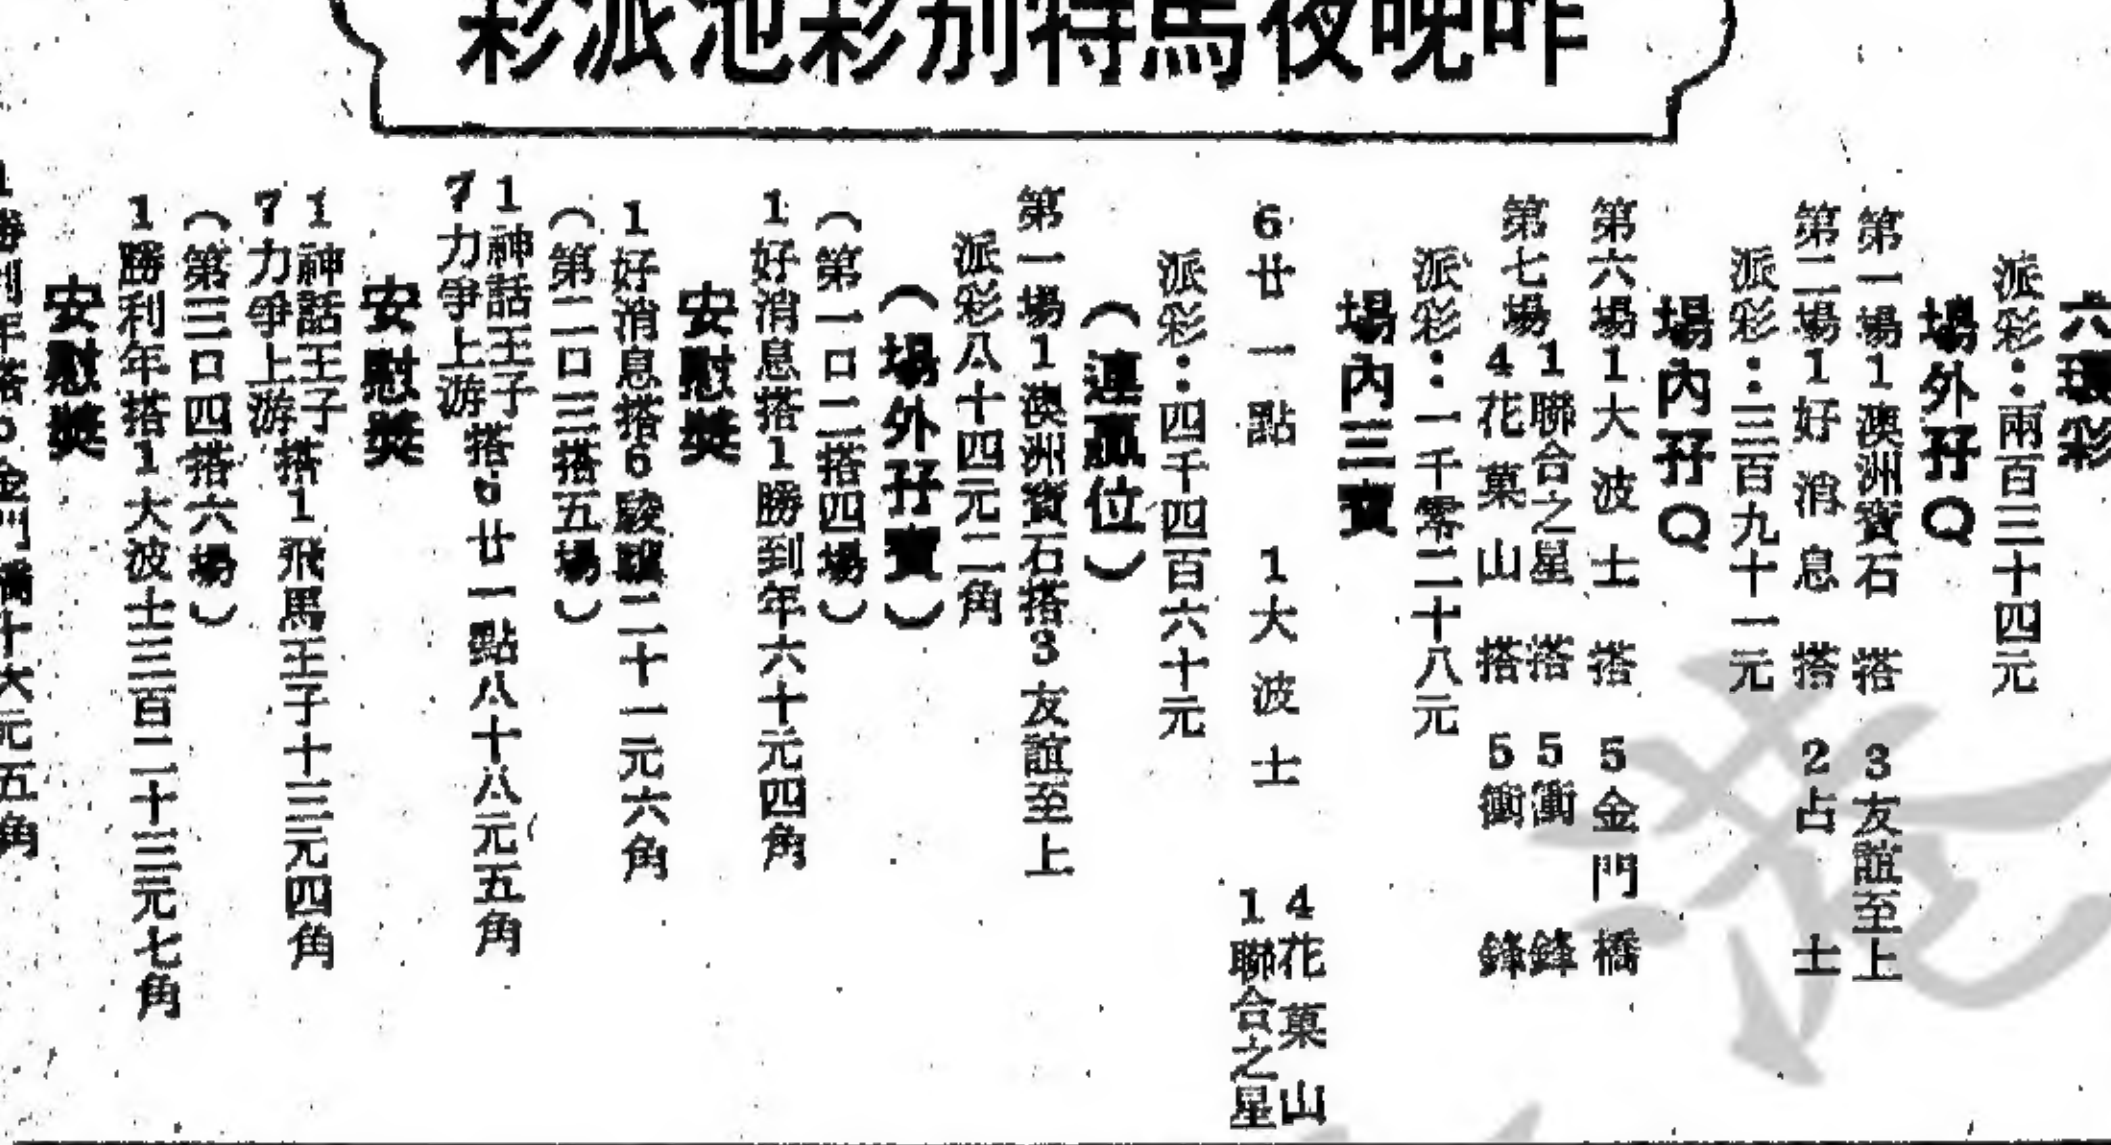 昨晚夜馬特別彩池派彩
六環彩
派彩：兩百三十四元
場外孖Q
第一場1澳洲寶石 搭 3友誼至上
第二場1好消息 搭 2占士
派彩：三百九十一元
場內孖Q
第六場1大波士 搭 5金門橋
第七場1聯合之星 搭 5衝鋒
4花菓山 搭 5衝鋒
派彩：一千零二十八元
場內三寶
6廿一點 1大波士 4花菓山
1聯合之星
派彩：四千四百六十元
（連贏位）
第一場1澳洲寶石搭3友誼至上
派彩八十四元二角
（場外孖寶）
（第一口二搭四場）
1好消息搭1勝到年六十元四角
安慰獎
1好消息搭6駿驥二十一元六角
（第二口三搭五場）
1神話王子
7力爭上游搭6廿一點八十八元五角
安慰獎
1神話王子
7力爭上游搭1飛馬王子十三元四角
（第三口四搭六場）
1勝利年搭1大波士三百二十三元七角
安慰獎